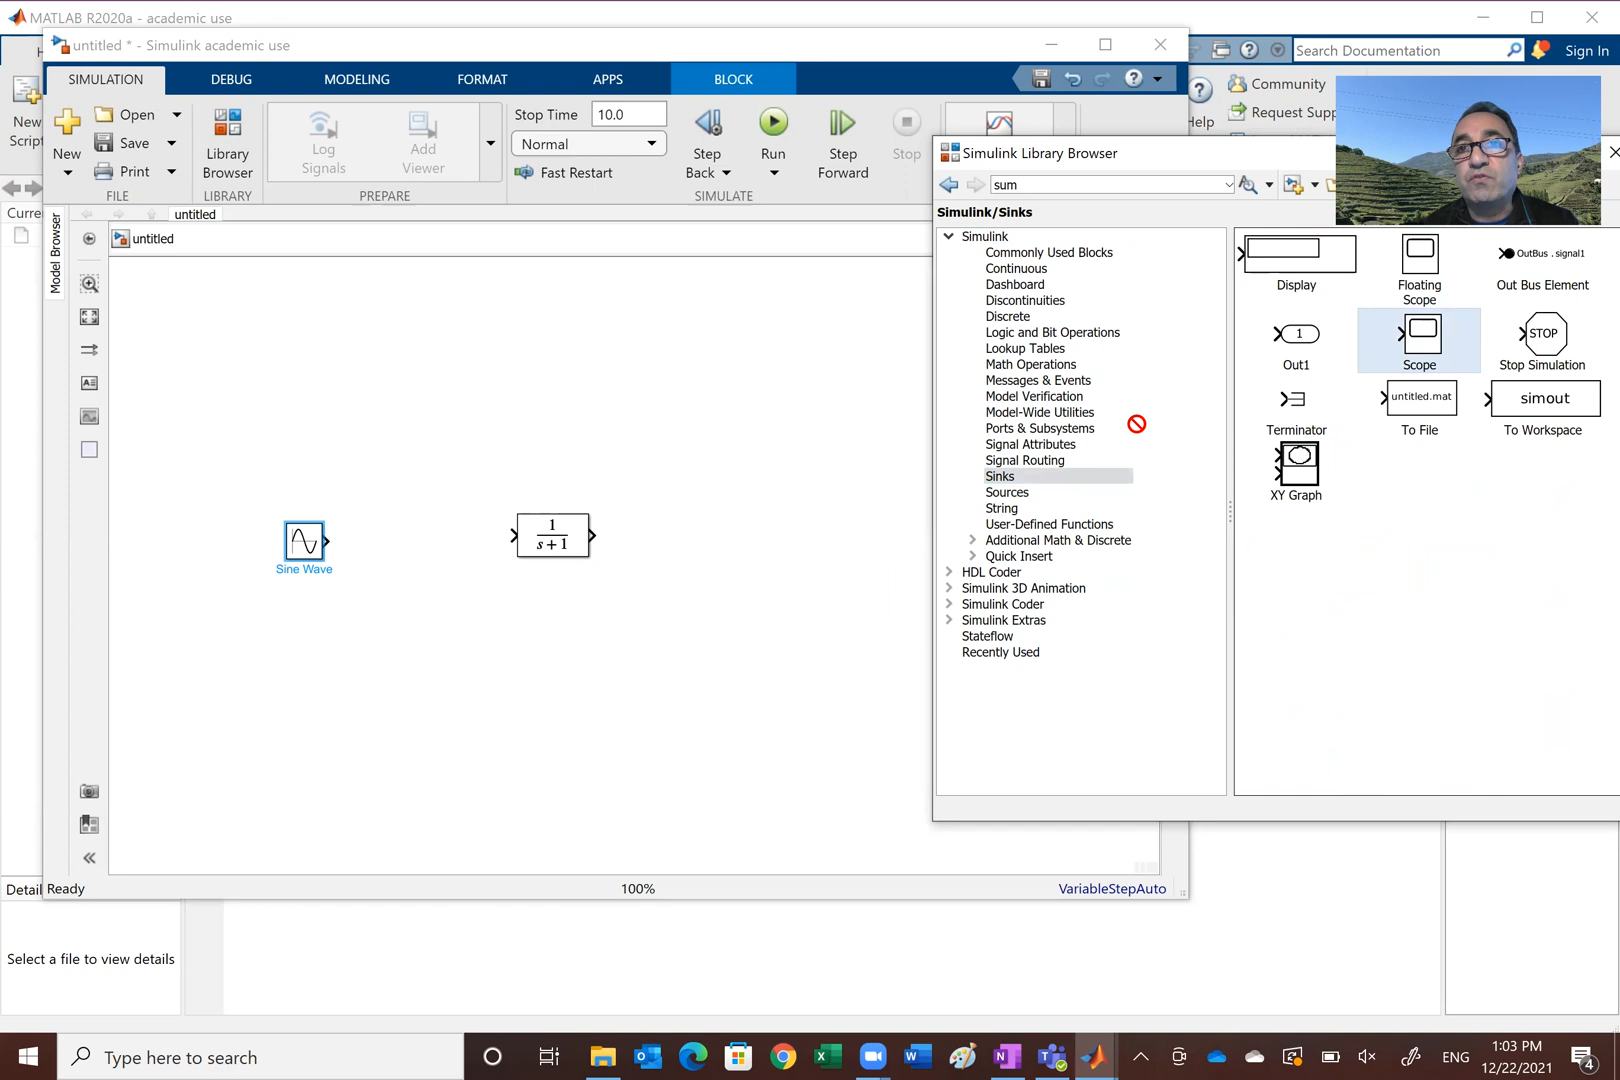 MATLAB R2020a - academic use
untitled * - Simulink academic use
SIMULATION
DEBUG
MODELING
FORMAT
APPS
BLOCK
Search Documentation
Sign In
New
Script
New
Open
Save
Print
FILE
Library
Browser
LIBRARY
Log
Signals
Add
Viewer
PREPARE
Stop Time
10.0
Normal
Fast Restart
Step
Back
Run
Step
Forward
Stop
SIMULATE
Help
Community
Request Supp
Curre
Model Browser
untitled
untitled
Sine Wave
1
s + 1
Simulink Library Browser
sum
Simulink/Sinks
Simulink
Commonly Used Blocks
Continuous
Dashboard
Discontinuities
Discrete
Logic and Bit Operations
Lookup Tables
Math Operations
Messages & Events
Model Verification
Model-Wide Utilities
Ports & Subsystems
Signal Attributes
Signal Routing
Sinks
Sources
String
User-Defined Functions
Additional Math & Discrete
Quick Insert
HDL Coder
Simulink 3D Animation
Simulink Coder
Simulink Extras
Stateflow
Recently Used
Display
Floating
Scope
OutBus . signal1
Out Bus Element
1
Out1
Scope
STOP
Stop Simulation
Terminator
untitled.mat
To File
simout
To Workspace
XY Graph
Detail
Ready
100%
VariableStepAuto
Select a file to view details
Type here to search
ENG
1:03 PM
12/22/2021
4